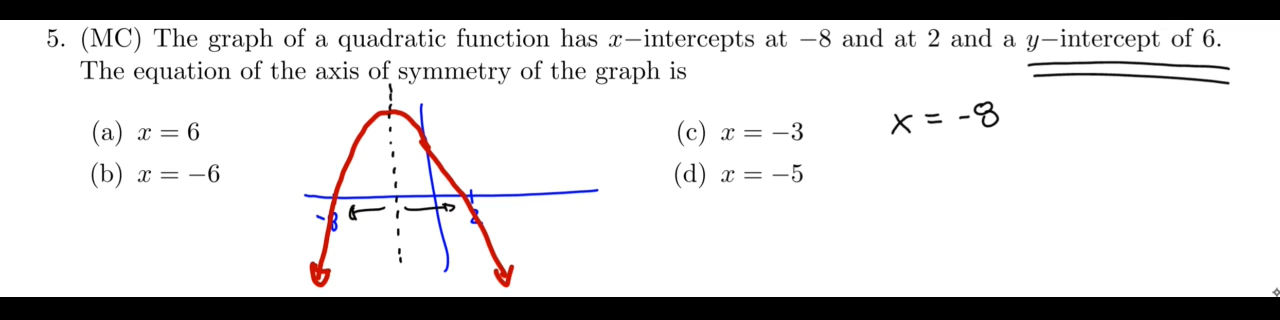 5. (MC) The graph of a quadratic function has x−intercepts at −8 and at 2 and a y−intercept of 6.
The equation of the axis of symmetry of the graph is
(a) x = 6
(b) x = −6
(c) x = −3
(d) x = −5
x = -8
-8
2